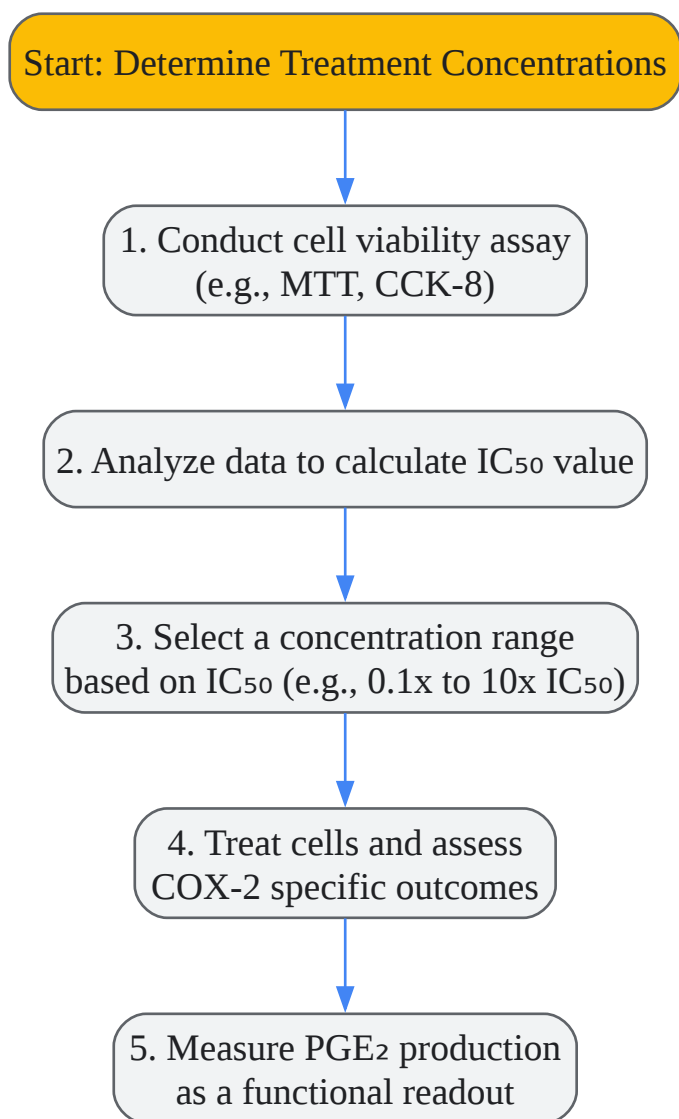 Start: Determine Treatment Concentrations
1. Conduct cell viability assay
(e.g., MTT, CCK-8)
2. Analyze data to calculate IC₅₀ value
3. Select a concentration range
based on IC₅₀ (e.g., 0.1x to 10x IC₅₀)
4. Treat cells and assess
COX-2 specific outcomes
5. Measure PGE₂ production
as a functional readout